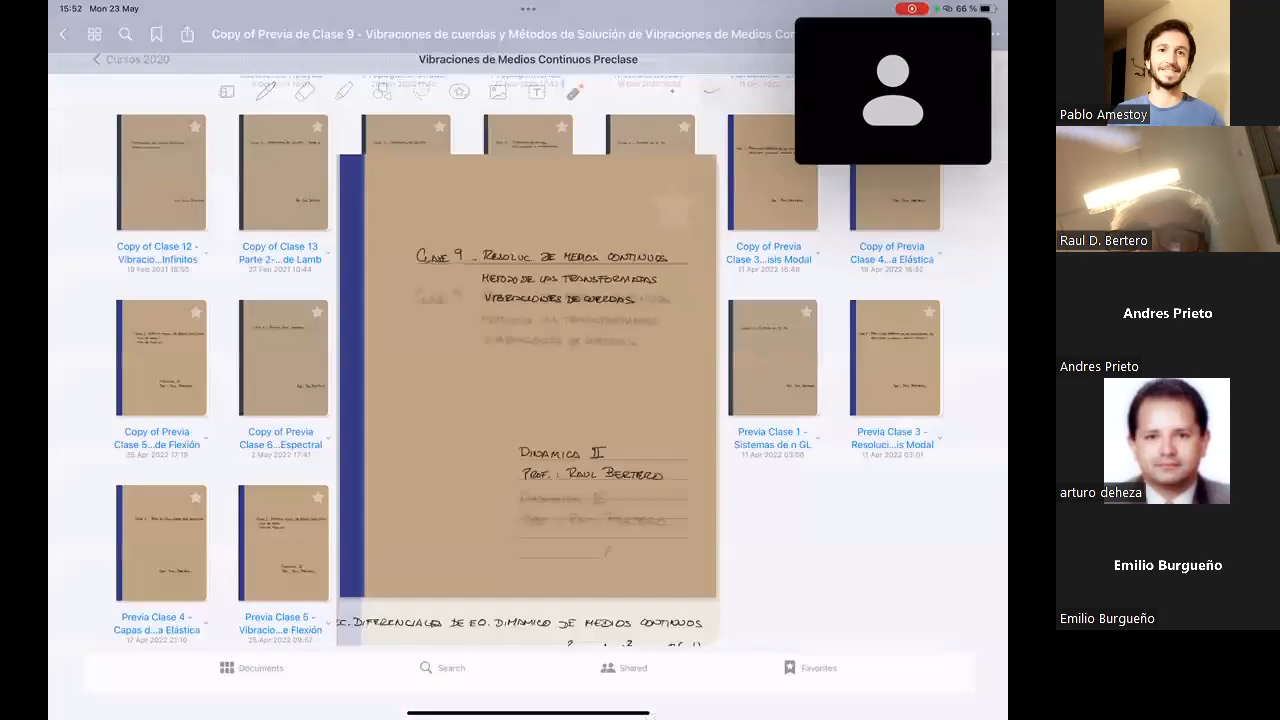 15:52 Mon 23 May
66 %
Copy of Previa de Clase 9 - Vibraciones de cuerdas y Métodos de Solución de Vibraciones de Medios Con
Cursos 2020
Vibraciones de Medios Continuos Preclase
Copy of Clase 12 -
Vibracio...Infinitos
19 Feb 2021 16:55
Copy of Clase 13
Parte 2-...de Lamb
27 Feb 2021 10:44
Copy of Previa
Clase 3...isis Modal
11 Apr 2022 16:48
Copy of Previa
Clase 4...a Elástica
18 Apr 2022 16:52
CLASE 9 - RESOLUC. DE MEDIOS CONTINUOS
METODO DE LAS TRANSFORMADAS
VIBRACIONES DE CUERDAS
DINAMICA II
PROF.: RAUL BERTERO
Copy of Previa
Clase 5...de Flexión
25 Apr 2022 17:19
Copy of Previa
Clase 6...Espectral
2 May 2022 17:41
Previa Clase 1 -
Sistemas de n GL
11 Apr 2022 03:06
Previa Clase 3 -
Resoluci...is Modal
11 Apr 2022 03:01
Previa Clase 4 -
Capas d...a Elástica
17 Apr 2022 21:10
Previa Clase 5 -
Vibracio...e Flexión
25 Apr 2022 09:57
EC. DIFERENCIALES DE EQ. DINAMICO DE MEDIOS CONTINUOS
Documents
Search
Shared
Favorites
Pablo Amestoy
Raul D. Bertero
Andres Prieto
Andres Prieto
arturo deheza
Emilio Burgueño
Emilio Burgueño